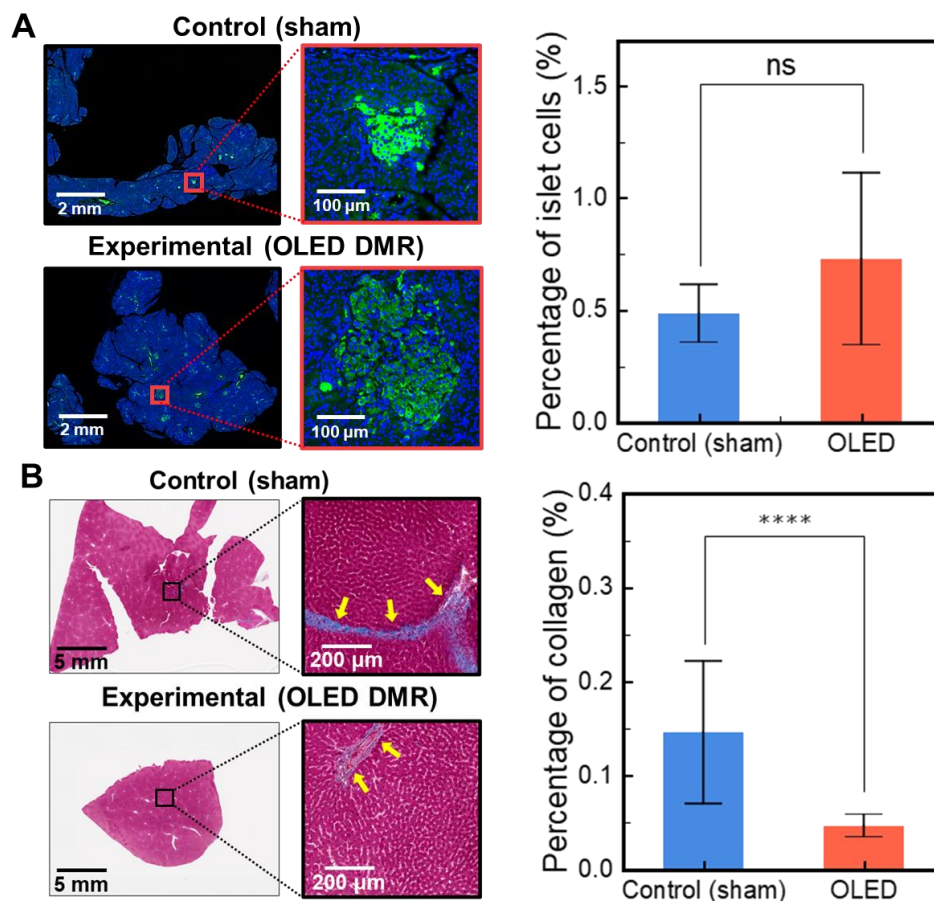 A
Control (sham)
2 mm
100 µm
Experimental (OLED DMR)
2 mm
100 µm
Percentage of islet cells (%)
1.5
1.0
0.5
0.0
ns
Control (sham)
OLED
B
Control (sham)
5 mm
200 µm
Experimental (OLED DMR)
5 mm
200 µm
Percentage of collagen (%)
0.4
0.3
0.2
0.1
0.0
****
Control (sham)
OLED